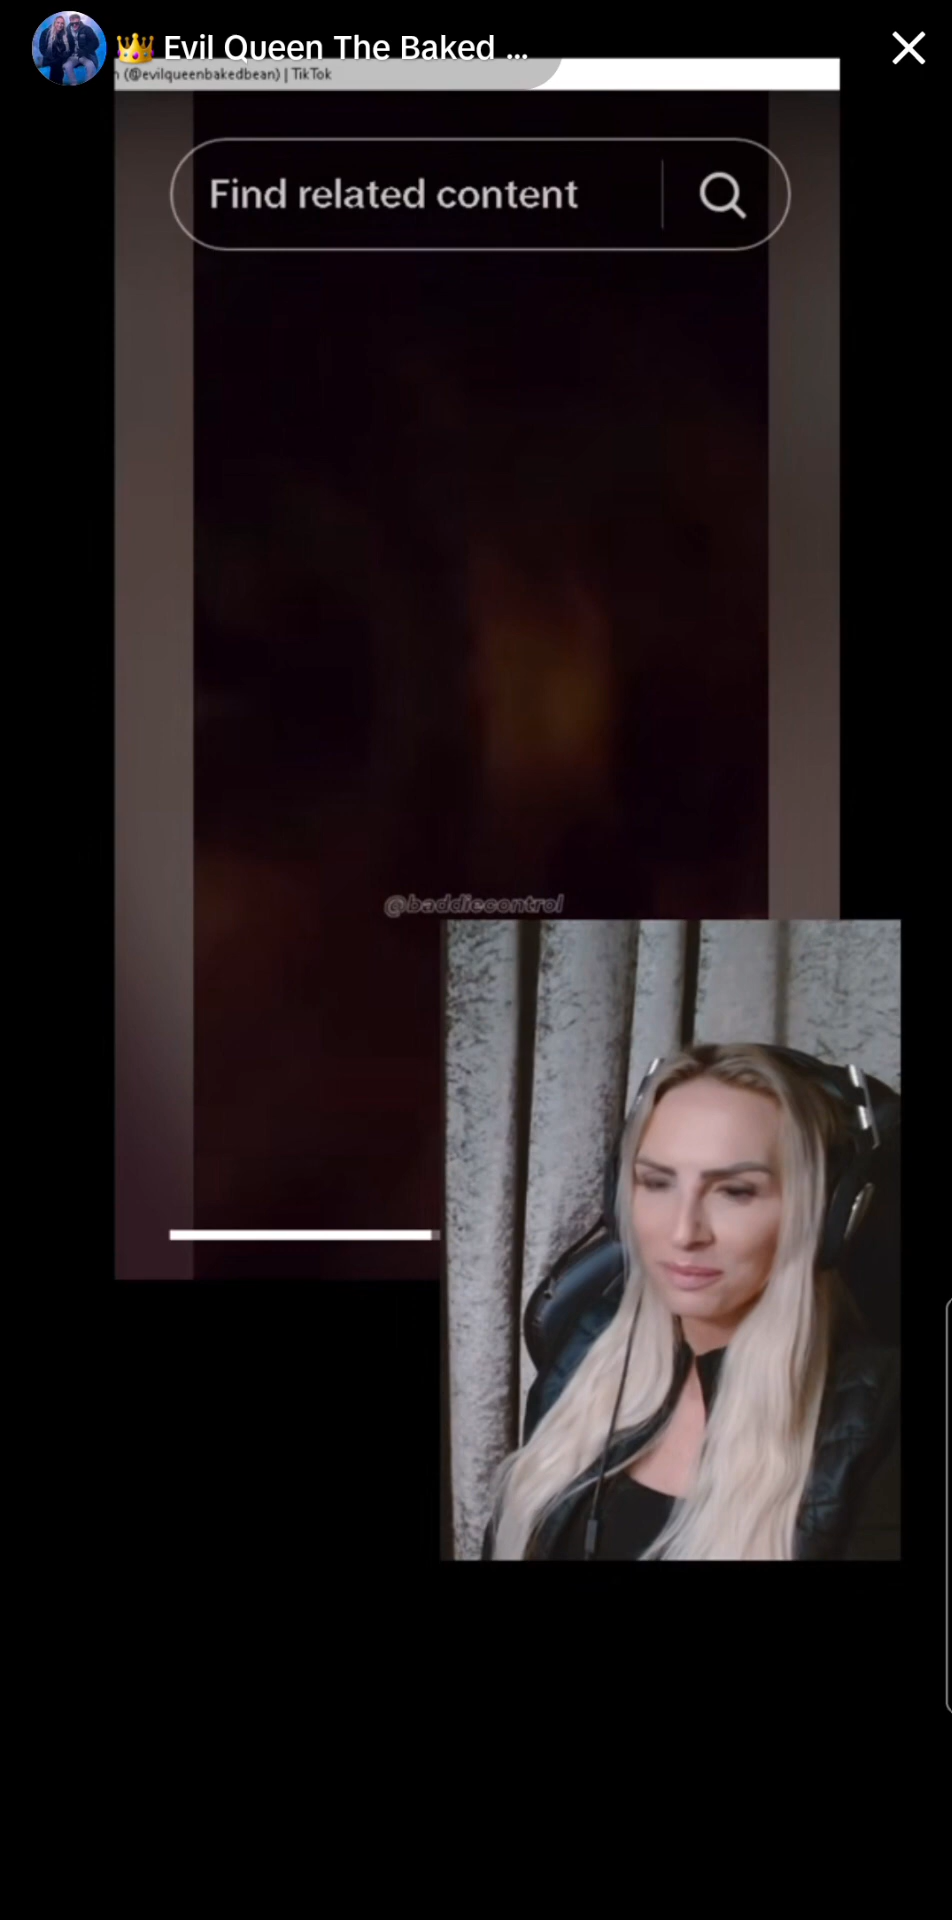 👑 Evil Queen The Baked ...
(@evilqueenbakedbean) | TikTok
Find related content
@baddiecontrol